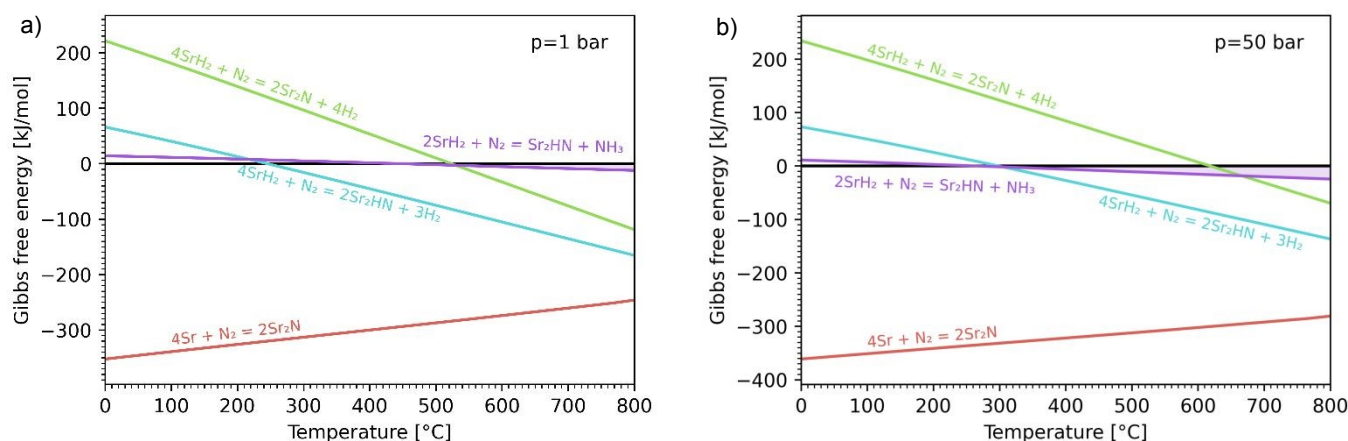 a)
p=1 bar
Gibbs free energy [kJ/mol]
200
100
0
−100
−200
−300
4SrH₂ + N₂ = 2Sr₂N + 4H₂
2SrH₂ + N₂ = Sr₂HN + NH₃
4SrH₂ + N₂ = 2Sr₂HN + 3H₂
4Sr + N₂ = 2Sr₂N
0 100 200 300 400 500 600 700 800
Temperature [°C]
b)
p=50 bar
Gibbs free energy [kJ/mol]
200
100
0
−100
−200
−300
−400
4SrH₂ + N₂ = 2Sr₂N + 4H₂
2SrH₂ + N₂ = Sr₂HN + NH₃
4SrH₂ + N₂ = 2Sr₂HN + 3H₂
4Sr + N₂ = 2Sr₂N
0 100 200 300 400 500 600 700 800
Temperature [°C]